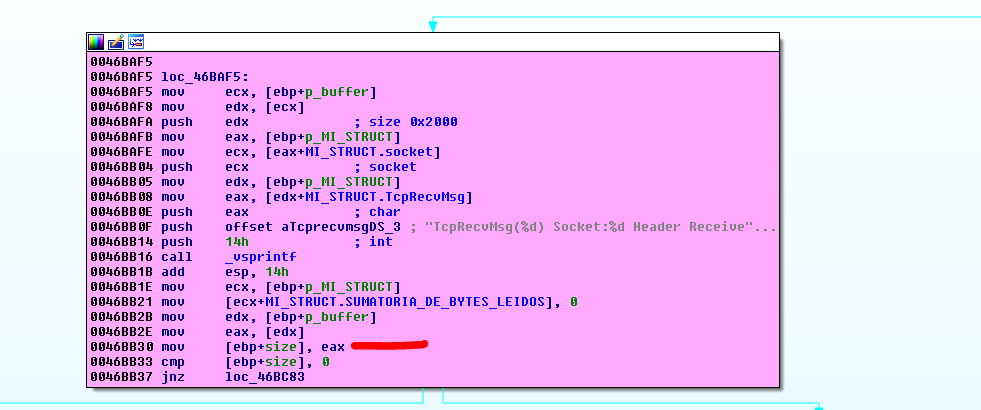 0046BAF5
0046BAF5 loc_46BAF5:
0046BAF5 mov ecx, [ebp+p_buffer]
0046BAF8 mov edx, [ecx]
0046BAFA push edx ; size 0x2000
0046BAFB mov eax, [ebp+p_MI_STRUCT]
0046BAFE mov ecx, [eax+MI_STRUCT.socket]
0046BB04 push ecx ; socket
0046BB05 mov edx, [ebp+p_MI_STRUCT]
0046BB08 mov eax, [edx+MI_STRUCT.TcpRecvMsg]
0046BB0E push eax ; char
0046BB0F push offset aTcprecvmsgDS_3 ; "TcpRecvMsg(%d) Socket:%d Header Receive"...
0046BB14 push 14h ; int
0046BB16 call _vsprintf
0046BB1B add esp, 14h
0046BB1E mov ecx, [ebp+p_MI_STRUCT]
0046BB21 mov [ecx+MI_STRUCT.SUMATORIA_DE_BYTES_LEIDOS], 0
0046BB2B mov edx, [ebp+p_buffer]
0046BB2E mov eax, [edx]
0046BB30 mov [ebp+size], eax
0046BB33 cmp [ebp+size], 0
0046BB37 jnz loc_46BC83